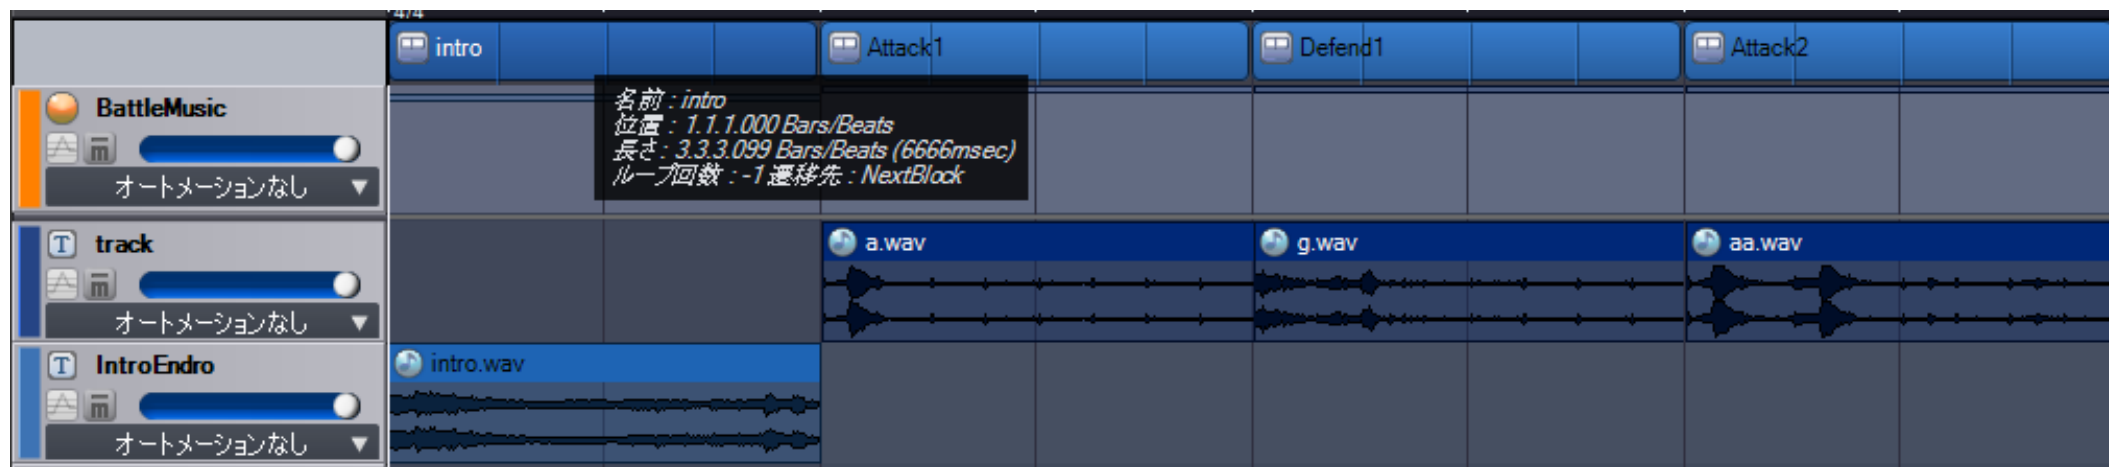 4/4
intro
Attack1
Defend1
Attack2
BattleMusic
オートメーションなし
名前 : intro
位置 : 1.1.1.000 Bars/Beats
長さ : 3.3.3.099 Bars/Beats (6666msec)
ループ回数 : -1 遷移先 : NextBlock
T track
オートメーションなし
a.wav
g.wav
aa.wav
T IntroEndro
オートメーションなし
intro.wav